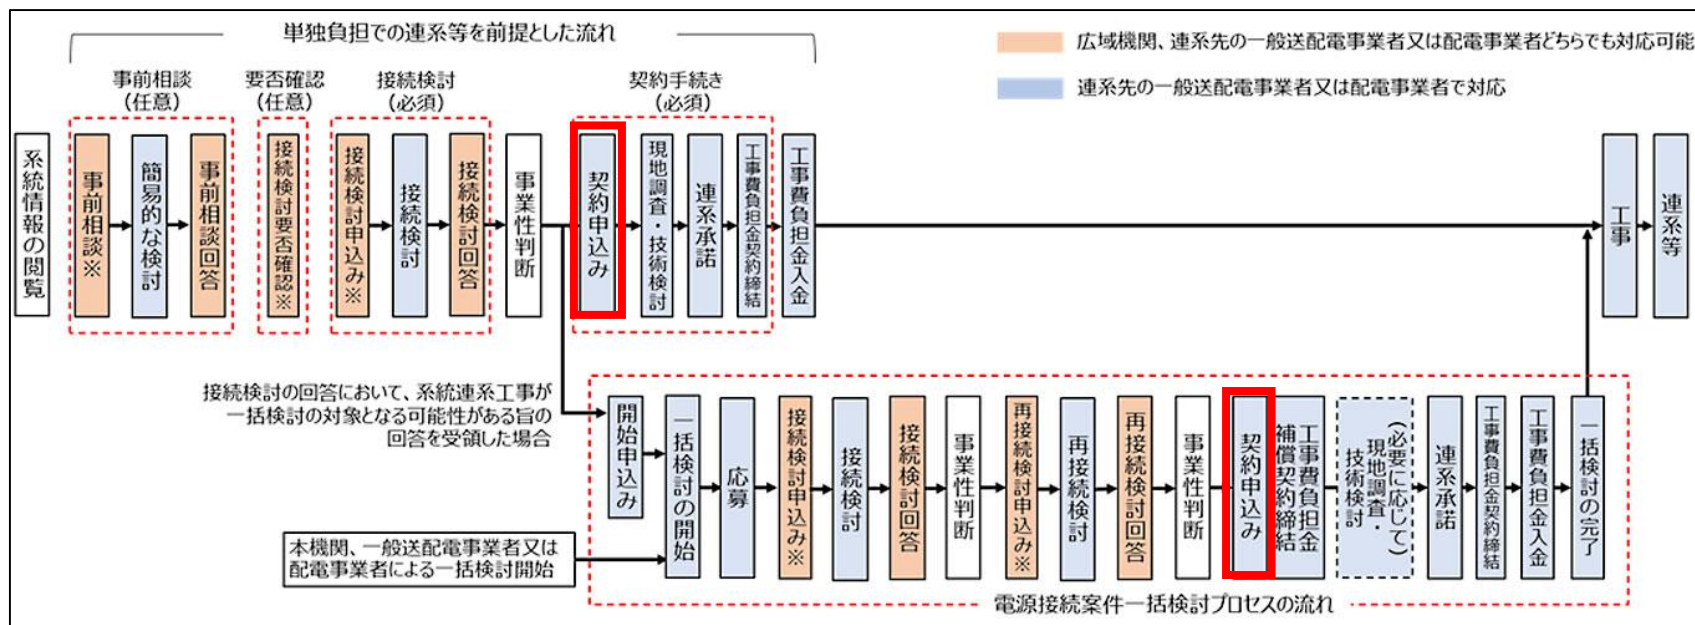 単独負担での連系等を前提とした流れ
広域機関、連系先の一般送配電事業者又は配電事業者どちらでも対応可能
連系先の一般送配電事業者又は配電事業者で対応
事前相談
(任意)
要否確認
(任意)
接続検討
(必須)
契約手続き
(必須)
系統情報の閲覧
事前相談※
簡易的な検討
事前相談回答
接続検討要否確認※
接続検討申込み※
接続検討
接続検討回答
事業性判断
契約申込み
現地調査・技術検討
連系承諾
工事費負担金契約締結
工事費負担金入金
工事
連系等
接続検討の回答において、系統連系工事が
一括検討の対象となる可能性がある旨の
回答を受領した場合
本機関、一般送配電事業者又は
配電事業者による一括検討開始
開始申込み
一括検討の開始
応募
接続検討申込み※
接続検討
接続検討回答
事業性判断
再接続検討申込み※
再接続検討
再接続検討回答
事業性判断
契約申込み
工事費負担金
補償契約締結
(必要に応じて)
現地調査・
技術検討
連系承諾
工事費負担金契約締結
工事費負担金入金
一括検討の完了
電源接続案件一括検討プロセスの流れ